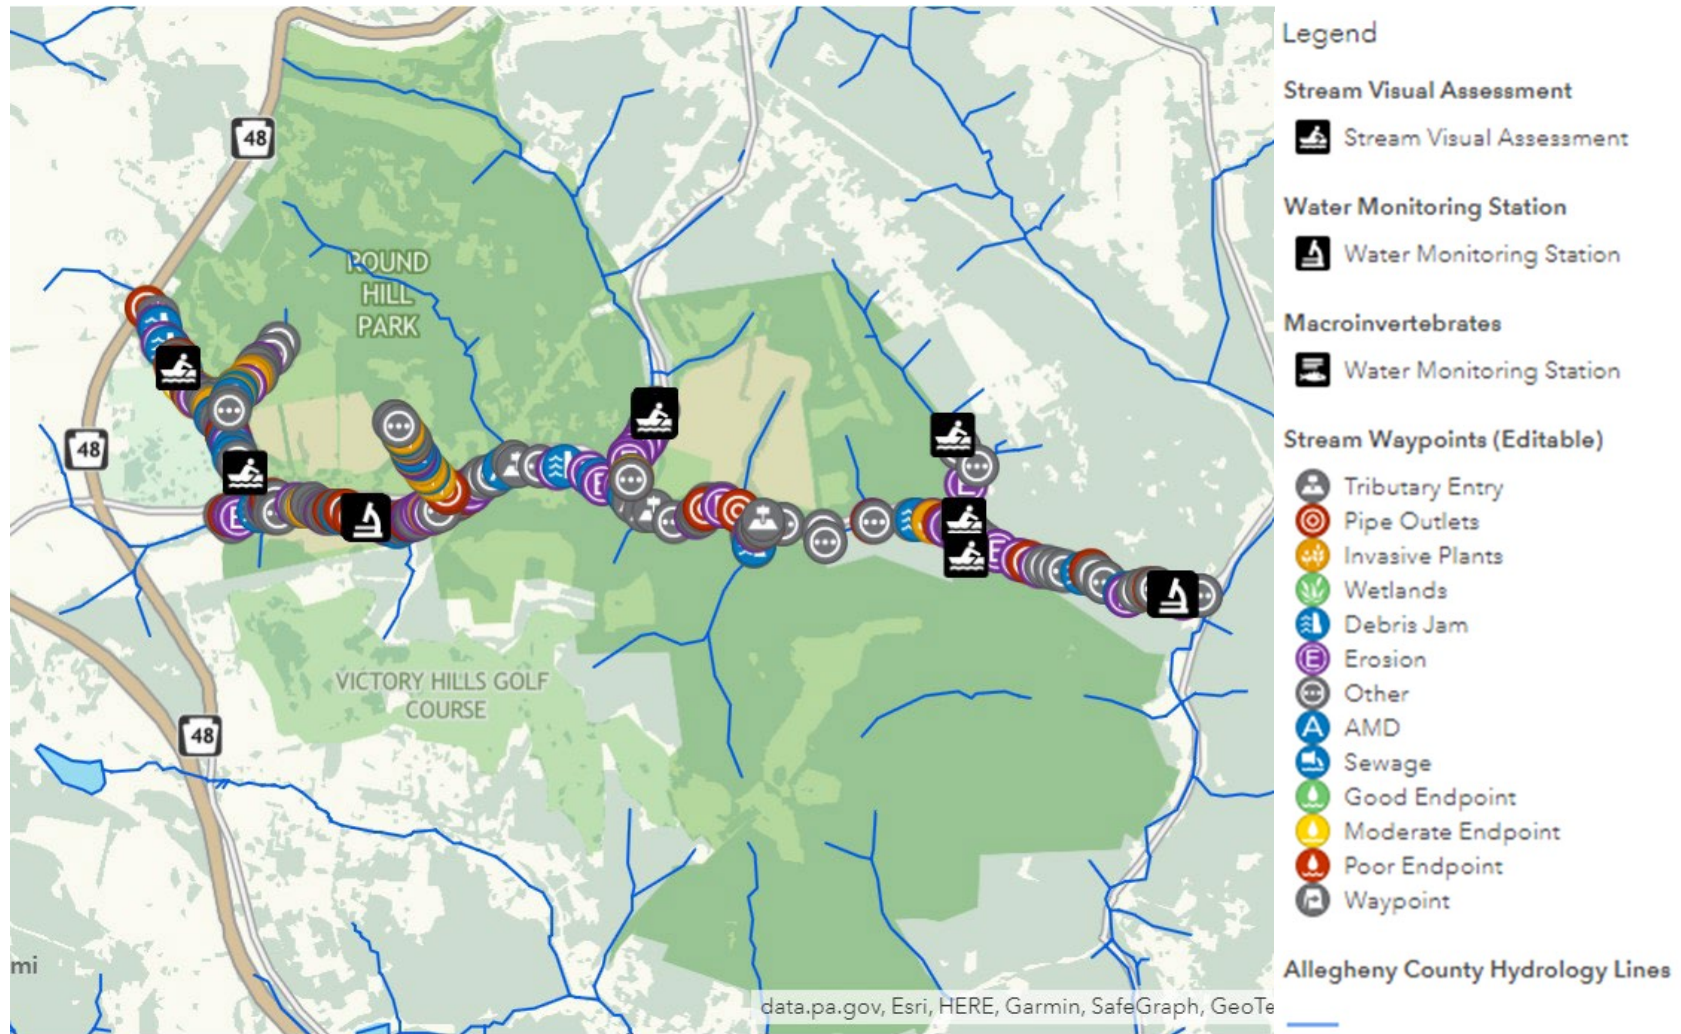 48
ROUND
HILL
PARK
48
VICTORY HILLS GOLF
COURSE
48
mi
data.pa.gov, Esri, HERE, Garmin, SafeGraph, GeoTe
Legend
Stream Visual Assessment
Stream Visual Assessment
Water Monitoring Station
Water Monitoring Station
Macroinvertebrates
Water Monitoring Station
Stream Waypoints (Editable)
Tributary Entry
Pipe Outlets
Invasive Plants
Wetlands
Debris Jam
E Erosion
Other
A AMD
Sewage
Good Endpoint
Moderate Endpoint
Poor Endpoint
Waypoint
Allegheny County Hydrology Lines